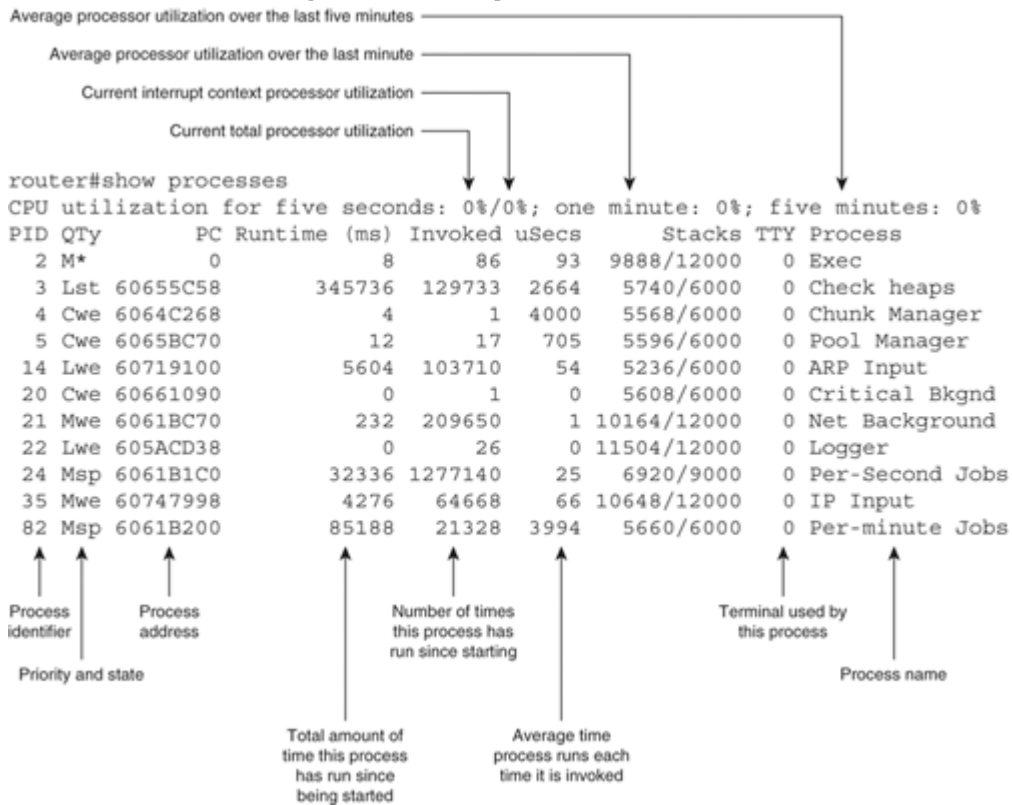 Average processor utilization over the last five minutes
Average processor utilization over the last minute
Current interrupt context processor utilization
Current total processor utilization
router#show processes
CPU utilization for five seconds: 0%/0%; one minute: 0%; five minutes: 0%
PID QTy PC Runtime (ms) Invoked uSecs Stacks TTY Process
2 M* 0 8 86 93 9888/12000 0 Exec
3 Lst 60655C58 345736 129733 2664 5740/6000 0 Check heaps
4 Cwe 6064C268 4 1 4000 5568/6000 0 Chunk Manager
5 Cwe 6065BC70 12 17 705 5596/6000 0 Pool Manager
14 Lwe 60719100 5604 103710 54 5236/6000 0 ARP Input
20 Cwe 60661090 0 1 0 5608/6000 0 Critical Bkgnd
21 Mwe 6061BC70 232 209650 1 10164/12000 0 Net Background
22 Lwe 605ACD38 0 26 0 11504/12000 0 Logger
24 Msp 6061B1C0 32336 1277140 25 6920/9000 0 Per-Second Jobs
35 Mwe 60747998 4276 64668 66 10648/12000 0 IP Input
82 Msp 6061B200 85188 21328 3994 5660/6000 0 Per-minute Jobs
Process
identifier
Process
address
Number of times
this process has
run since starting
Terminal used by
this process
Priority and state
Process name
Total amount of
time this process
has run since
being started
Average time
process runs each
time it is invoked